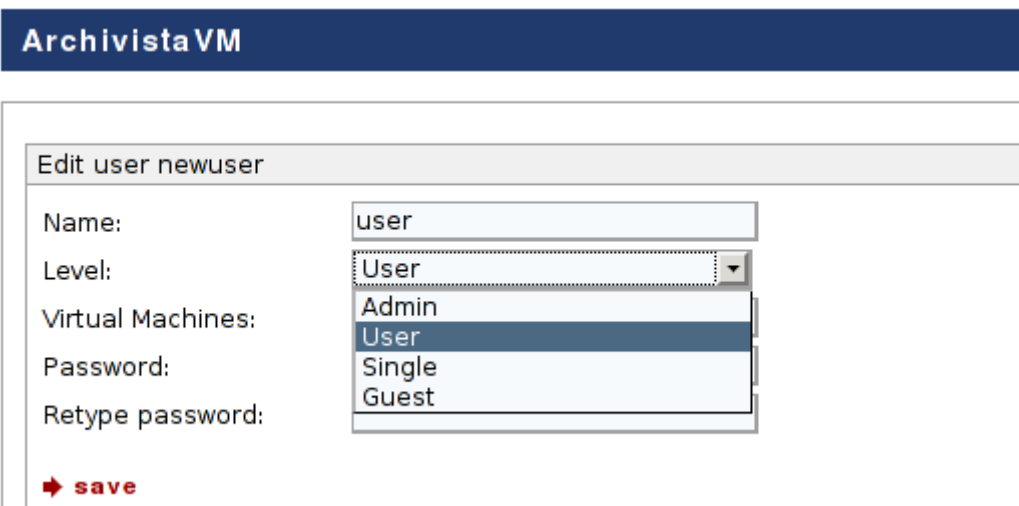 ArchivistaVM
Edit user newuser
Name: user
Level: User
Admin
Virtual Machines:
User
Password: Single
Guest
Retype password:
save